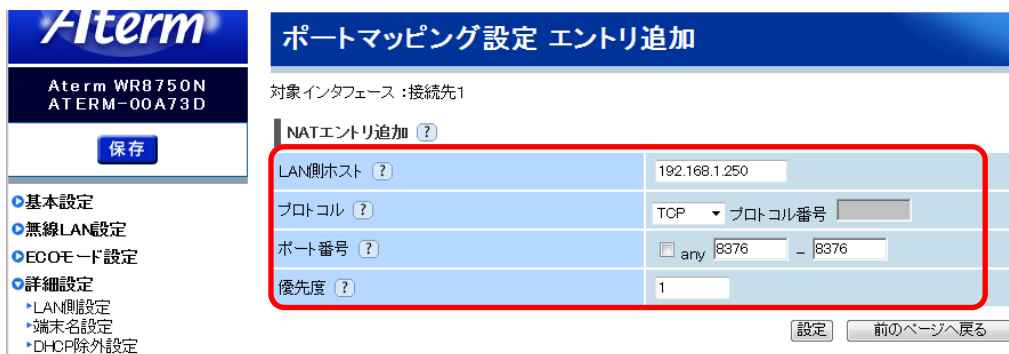 Aterm
Aterm WR8750N
ATERM-00A73D
保存
基本設定
無線LAN設定
ECOモード設定
詳細設定
LAN側設定
端末名設定
DHCP除外設定
ポートマッピング設定 エントリ追加
対象インタフェース：接続先1
NATエントリ追加 ?
LAN側ホスト ? 192.168.1.250
プロトコル ? TCP プロトコル番号
ポート番号 ? any 8376 - 8376
優先度 ? 1
設定 前のページへ戻る